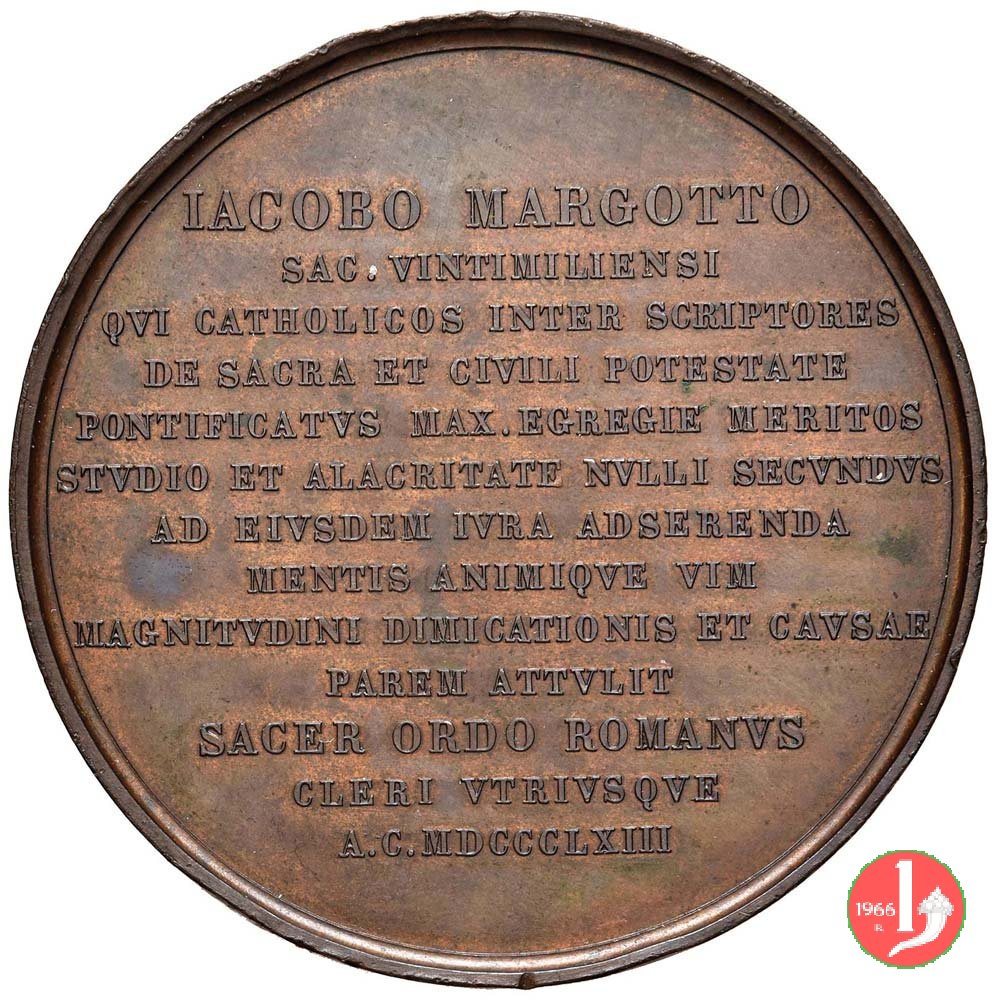 IACOBO MARGOTTO
SAC. VINTIMILIENSI
QVI CATHOLICOS INTER SCRIPTORES
DE SACRA ET CIVILI POTESTATE
PONTIFICATVS MAX. EGREGIE MERITOS
STVDIO ET ALACRITATE NVLLI SECVNDVS
AD EIVSDEM IVRA ADSERENDA
MENTIS ANIMIQVE VIM
MAGNITVDINI DIMICATIONIS ET CAVSAE
PAREM ATTVLIT
SACER ORDO ROMANVS
CLERI VTRIVSQVE
A.C.MDCCCLXIII
1966
R.
1